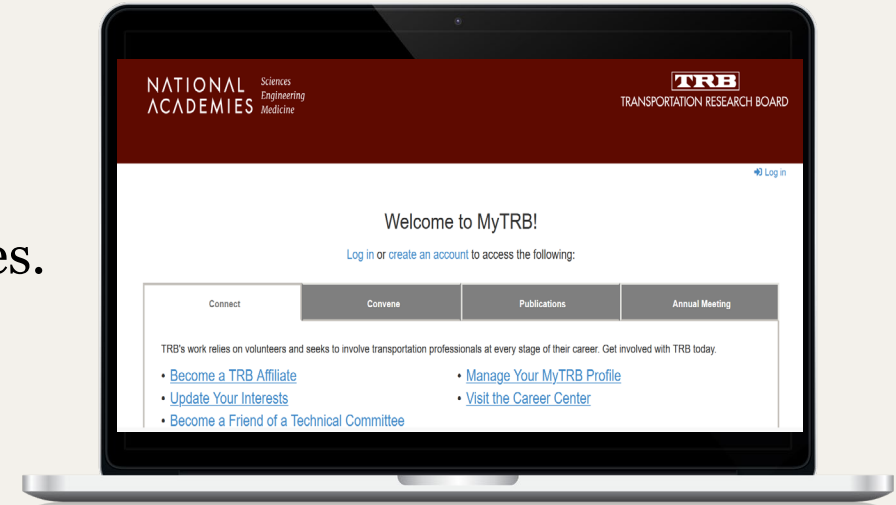 NATIONAL
ACADEMIES
Sciences
Engineering
Medicine
TRB
TRANSPORTATION RESEARCH BOARD
Log in
es.
Welcome to MyTRB!
Log in or create an account to access the following:
Connect Convene Publications Annual Meeting
TRB's work relies on volunteers and seeks to involve transportation professionals at every stage of their career. Get involved with TRB today.
• Become a TRB Affiliate • Manage Your MyTRB Profile
• Update Your Interests • Visit the Career Center
• Become a Friend of a Technical Committee